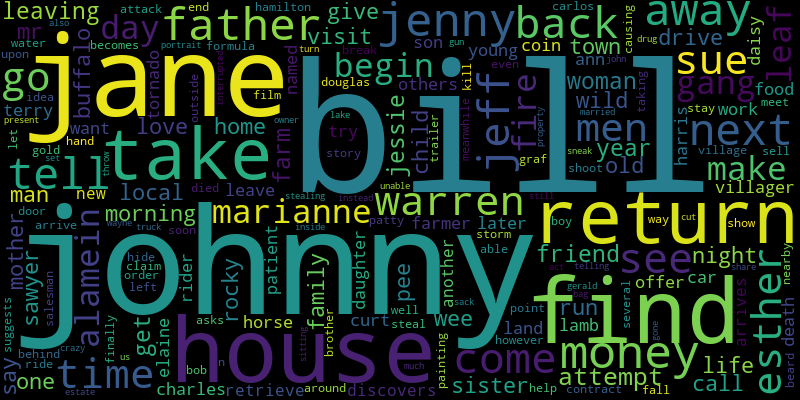 leaving attack end hamilton carlos give away
mr day father visit jenny back
water becomes formula son young coin town drive
jane bill sue leaf
upon buffalo tornado outside named begin others
go idea terry portrait interrupted break turn
film douglas kill gun even causing drug
ann john taking daisy gang
johnny take house find return
tell love home farm lake try story
jessie child trailer jeff fire meanwhile
woman wild men next food meet
owner married property stay work
present let want hand gold set throw
year old harris village sell make
man new local died leave stealing instead
unable graf sneak shoot villager
door arrive morning marianne warren
wayne truck soon inside patty farmer later
still boy way cut show
mother alamein sawyer hide claim order left
rider rocky patient family daughter
storm able another pee wee
friend see night esther nearby
telling bag gerald offer car share
several run point land lamb however
suggests salesman finally get asks horse
brother well steal curt sack
come money arrives life death beard
say behind ride crazy us
one time elaine bob charles retrieve
sitting around discovers much painting
sister help attempt contract gone fall call
estate act